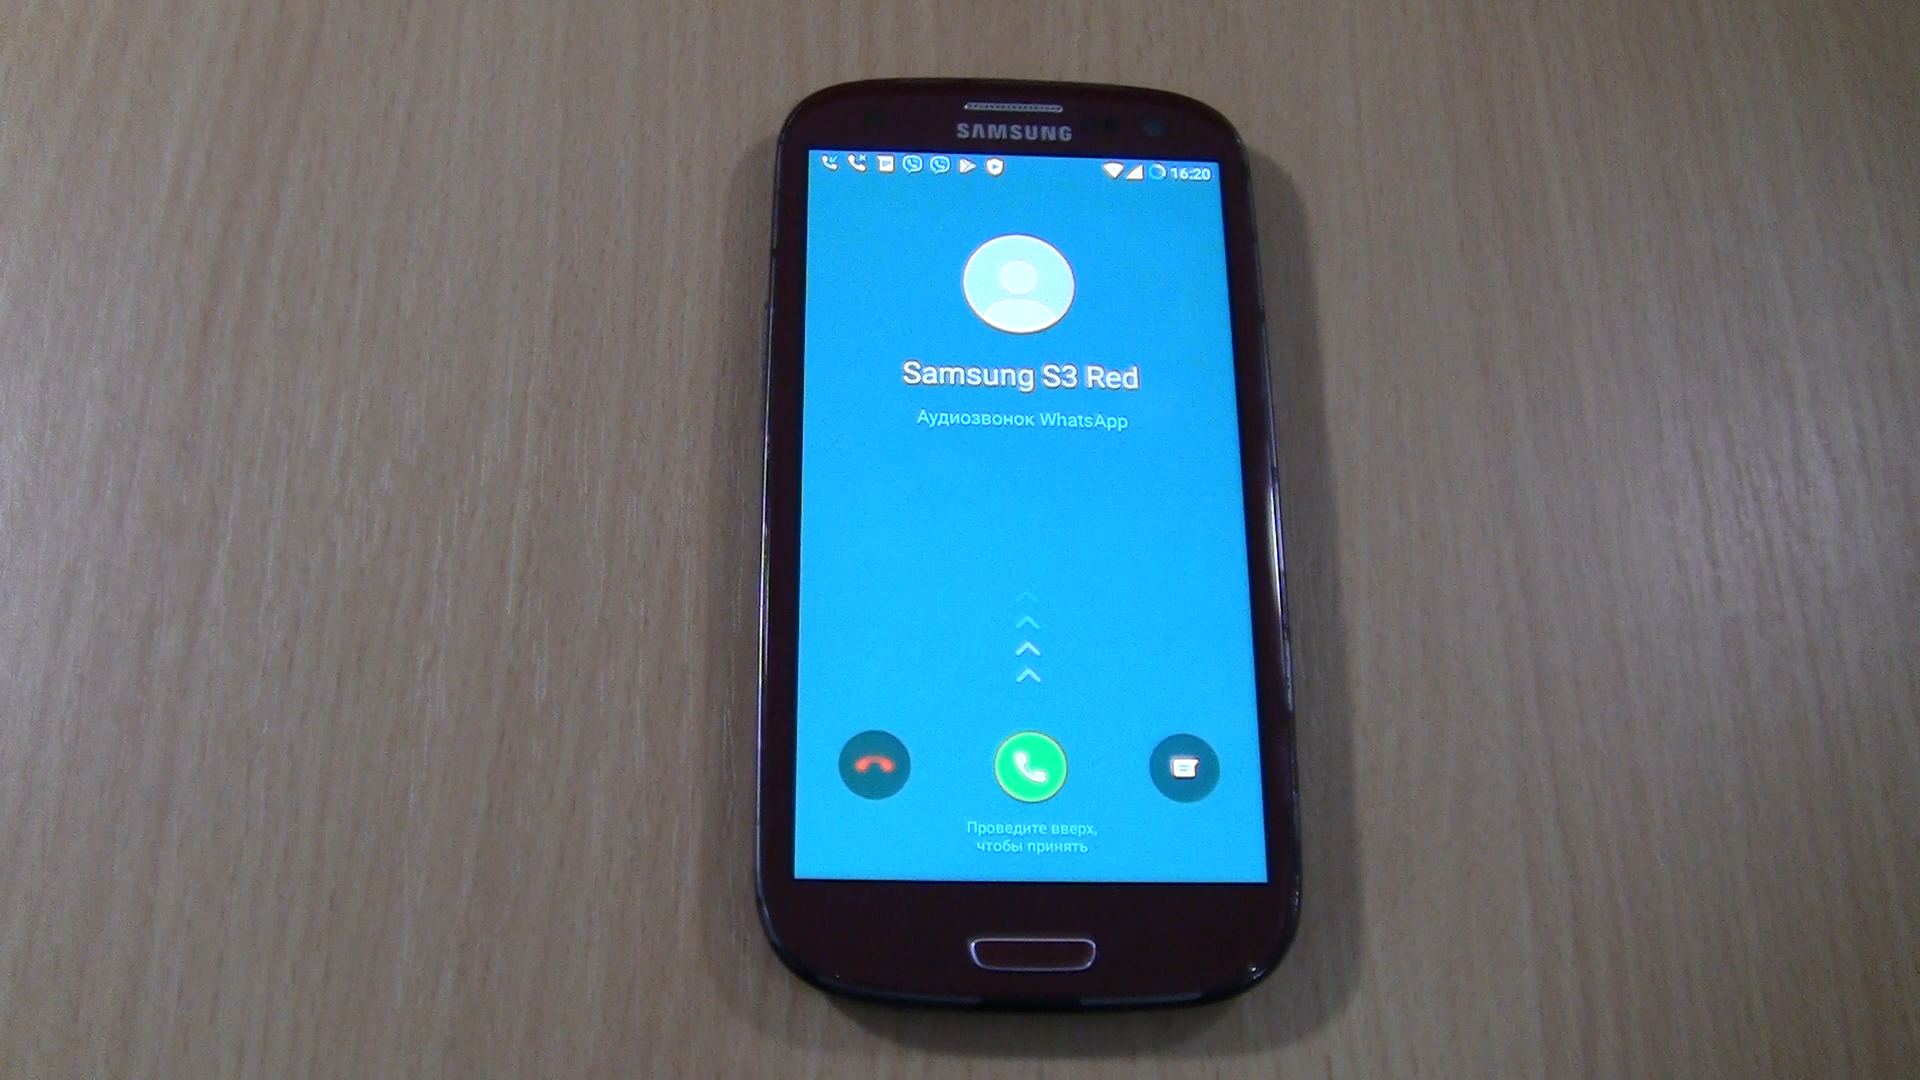 SAMSUNG
16:20
Samsung S3 Red
Аудиозвонок WhatsApp
Проведите вверх,
чтобы принять